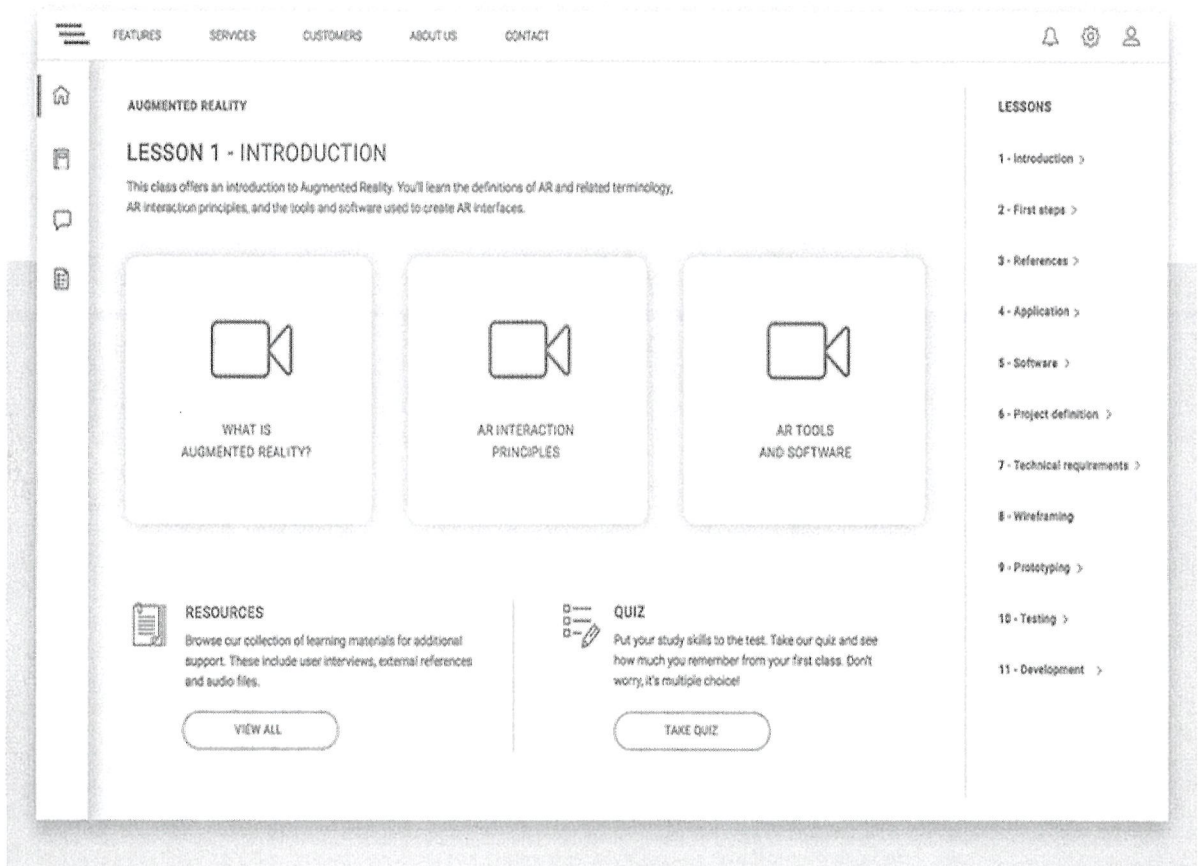 FEATURES SERVICES CUSTOMERS ABOUT US CONTACT
AUGMENTED REALITY
LESSON 1 - INTRODUCTION
This class offers an introduction to Augmented Reality. You'll learn the definitions of AR and related terminology,
AR interaction principles, and the tools and software used to create AR interfaces.
WHAT IS
AUGMENTED REALITY?
AR INTERACTION
PRINCIPLES
AR TOOLS
AND SOFTWARE
RESOURCES
Browse our collection of learning materials for additional
support. These include user interviews, external references
and audio files.
VIEW ALL
QUIZ
Put your study skills to the test. Take our quiz and see
how much you remember from your first class. Don't
worry, it's multiple choice!
TAKE QUIZ
LESSONS
1 - Introduction >
2 - First steps >
3 - References >
4 - Application >
5 - Software >
6 - Project definition >
7 - Technical requirements >
8 - Wireframing
9 - Prototyping >
10 - Testing >
11 - Development >